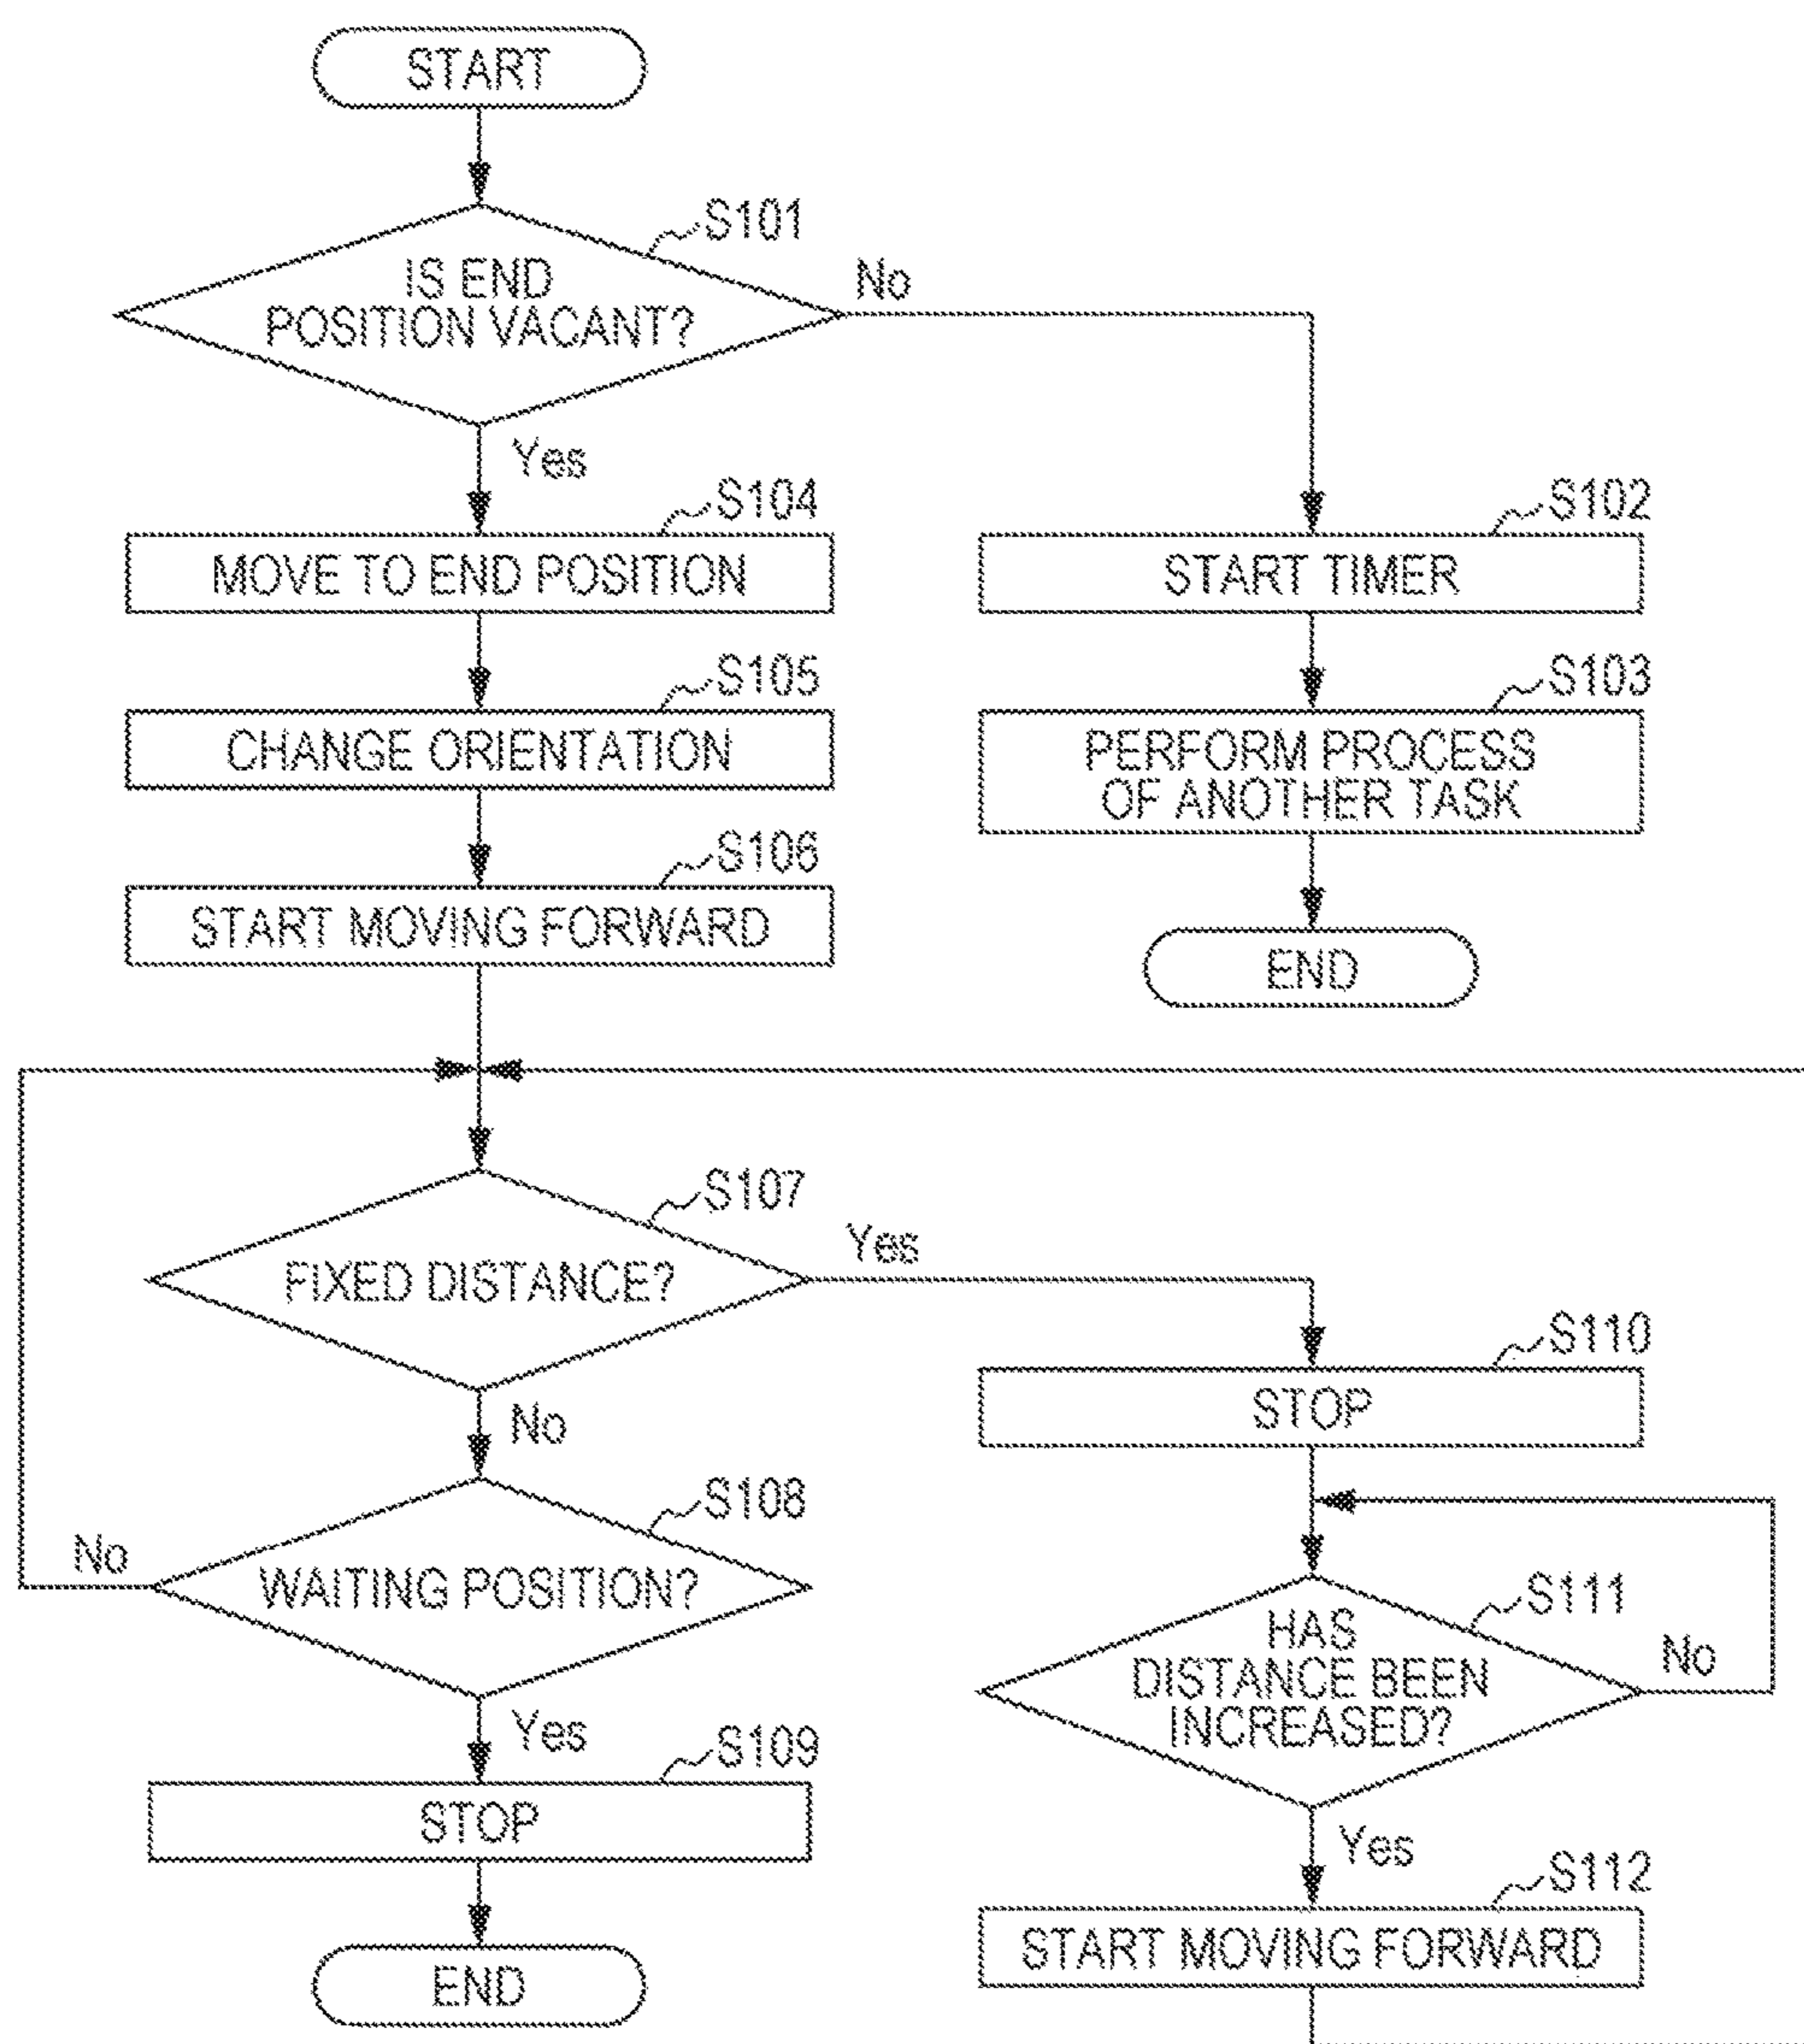 START
S101
IS END
POSITION VACANT?
No
Yes
S104
MOVE TO END POSITION
S102
START TIMER
S105
CHANGE ORIENTATION
S103
PERFORM PROCESS
OF ANOTHER TASK
S106
START MOVING FORWARD
END
S107
FIXED DISTANCE?
Yes
No
S110
STOP
S108
WAITING POSITION?
No
Yes
S111
HAS
DISTANCE BEEN
INCREASED?
No
Yes
S109
STOP
S112
START MOVING FORWARD
END